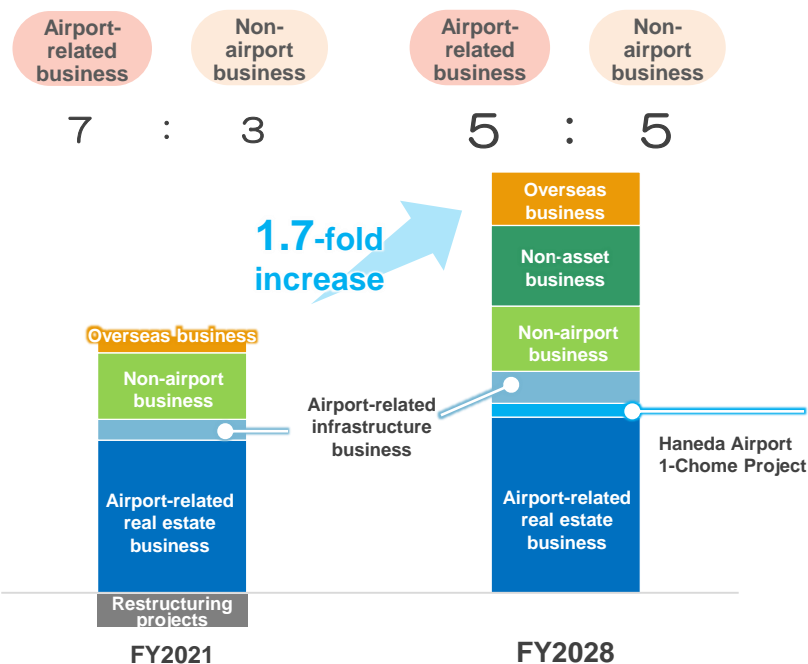 Airport-
related
business
Non-
airport
business
Airport-
related
business
Non-
airport
business
7 : 3
5 : 5
1.7-fold
increase
Overseas business
Non-airport
business
Airport-related
real estate
business
Restructuring
projects
FY2021
Airport-related
infrastructure
business
Overseas
business
Non-asset
business
Non-airport
business
Airport-related
real estate
business
FY2028
Haneda Airport
1-Chome Project